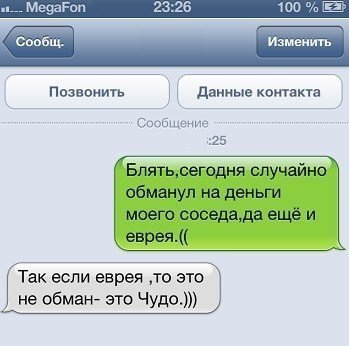 MegaFon 23:26 100 %
Сообщ. Изменить
Позвонить Данные контакта
Сообщение
:25
Блять,сегодня случайно
обманул на деньги
моего соседа,да ещё и
еврея.((
Так если еврея ,то это
не обман- это Чудо.)))